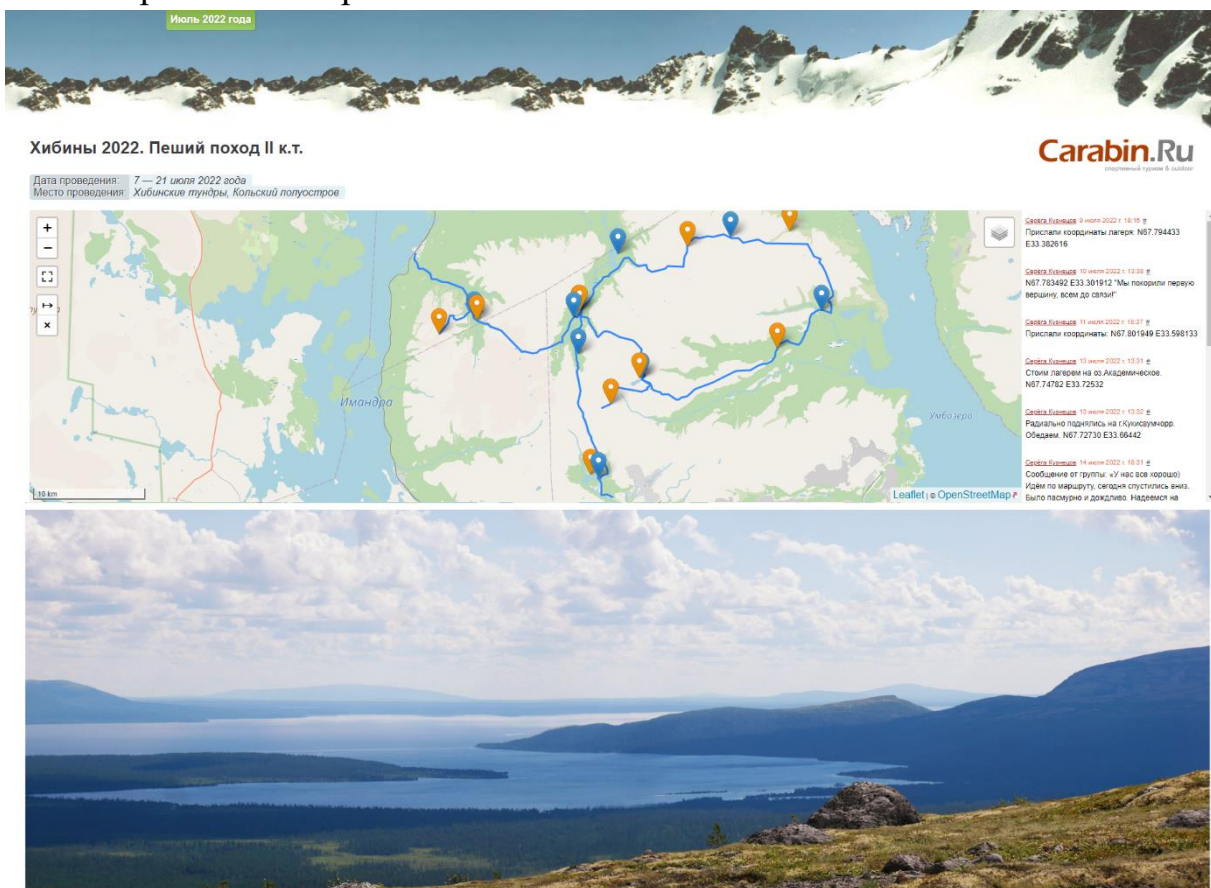 Июль 2022 года
Хибины 2022. Пеший поход II к.т.
Carabin.Ru
спортивный туризм & outdoor
Дата проведения: 7 — 21 июля 2022 года
Место проведения: Хибинские тундры, Кольский полуостров
+
−
Имандра
Умбозеро
10 km
Leaflet | © OpenStreetMap
Серёга Кузнецов 9 июля 2022 г. 18:16 #
Прислали координаты лагеря: N67.794433
E33.382616
Серёга Кузнецов 10 июля 2022 г. 13:38 #
N67.783492 E33.301912 "Мы покорили первую
вершину, всем до связи!"
Серёга Кузнецов 11 июля 2022 г. 18:27 #
Прислали координаты: N67.801949 E33.598133
Серёга Кузнецов 13 июля 2022 г. 13:31 #
Стоим лагерем на оз.Академическое.
N67.74782 E33.72532
Серёга Кузнецов 13 июля 2022 г. 13:32 #
Радиально поднялись на г.Кукисвумчорр.
Обедаем. N67.72730 E33.66442
Серёга Кузнецов 14 июля 2022 г. 18:31 #
Сообщение от группы: «У нас все хорошо)
Идём по маршруту, сегодня спустились вниз.
Было пасмурно и дождливо. Надеемся на